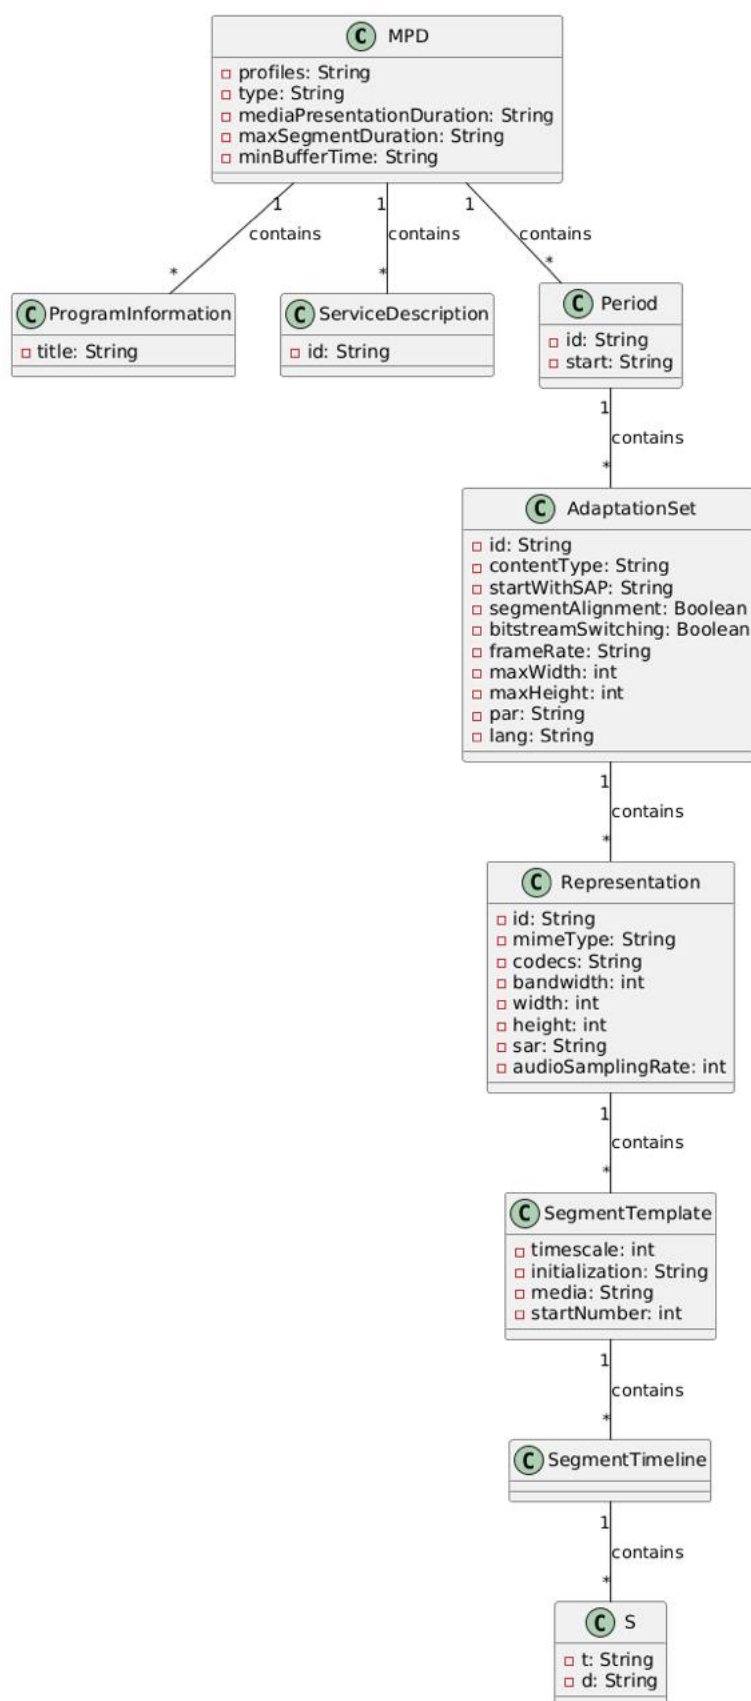 C MPD
profiles: String
type: String
mediaPresentationDuration: String
maxSegmentDuration: String
minBufferTime: String
1 1 1
contains contains contains
* * *
C ProgramInformation
title: String
C ServiceDescription
id: String
C Period
id: String
start: String
1
contains
*
C AdaptationSet
id: String
contentType: String
startWithSAP: String
segmentAlignment: Boolean
bitstreamSwitching: Boolean
frameRate: String
maxWidth: int
maxHeight: int
par: String
lang: String
1
contains
*
C Representation
id: String
mimeType: String
codecs: String
bandwidth: int
width: int
height: int
sar: String
audioSamplingRate: int
1
contains
*
C SegmentTemplate
timescale: int
initialization: String
media: String
startNumber: int
1
contains
*
C SegmentTimeline
1
contains
*
C S
t: String
d: String